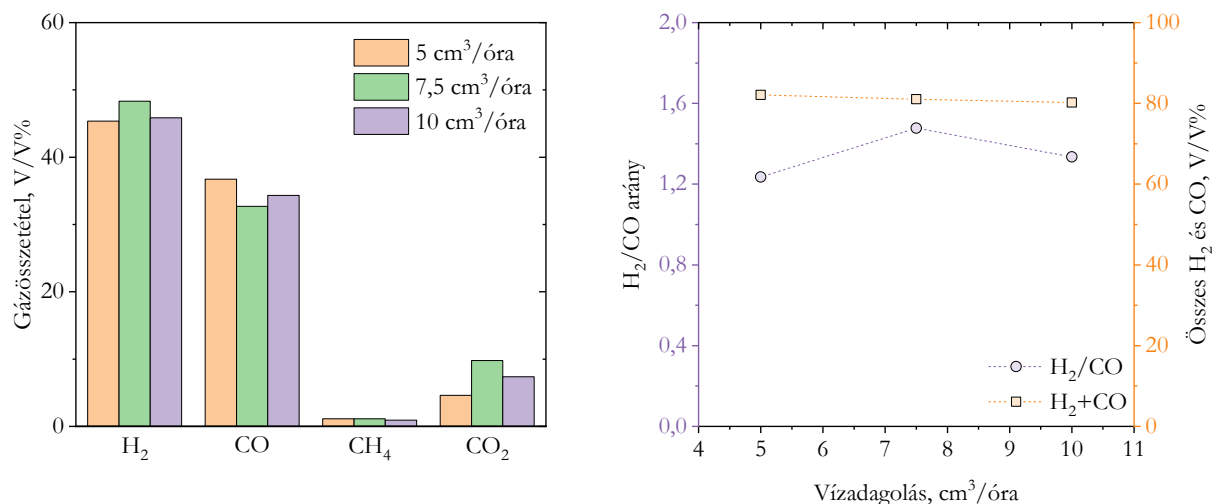 60
40
20
0
Gázösszetétel, V/V%
5 cm³/óra
7,5 cm³/óra
10 cm³/óra
H₂ CO CH₄ CO₂
2,0
1,6
1,2
0,8
0,4
0,0
H₂/CO arány
100
80
60
40
20
0
Összes H₂ és CO, V/V%
H₂/CO
H₂+CO
4 5 6 7 8 9 10 11
Vízadagolás, cm³/óra